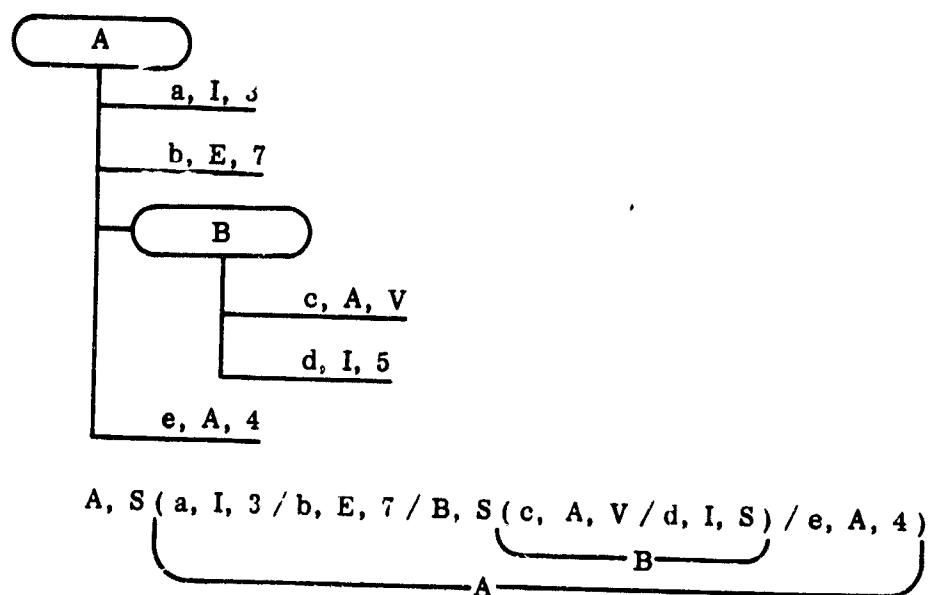 A
a, I, 3
b, E, 7
B
c, A, V
d, I, 5
e, A, 4
A, S(a, I, 3/b, E, 7/B, S(c, A, V/d, I, S)/e, A, 4)
B
A